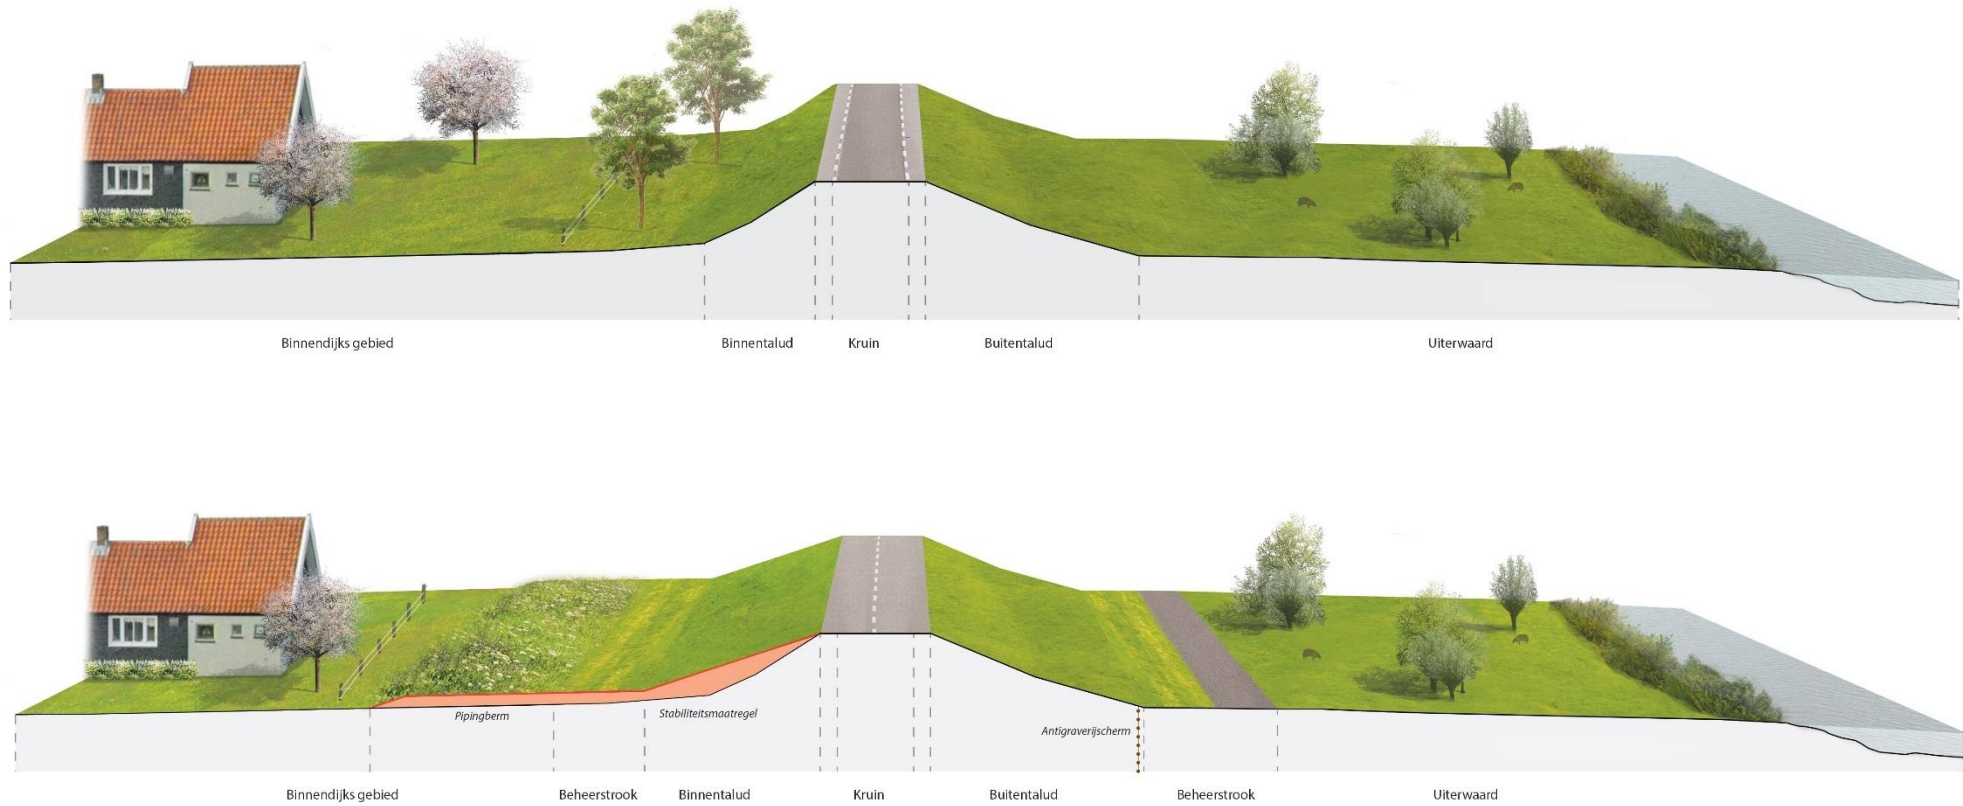 Binnendijks gebied
Binnentalud
Kruin
Buitentalud
Uiterwaard
Pipingberm
Stabiliteitsmaatregel
Antigraverijscherm
Binnendijks gebied
Beheerstrook
Binnentalud
Kruin
Buitentalud
Beheerstrook
Uiterwaard